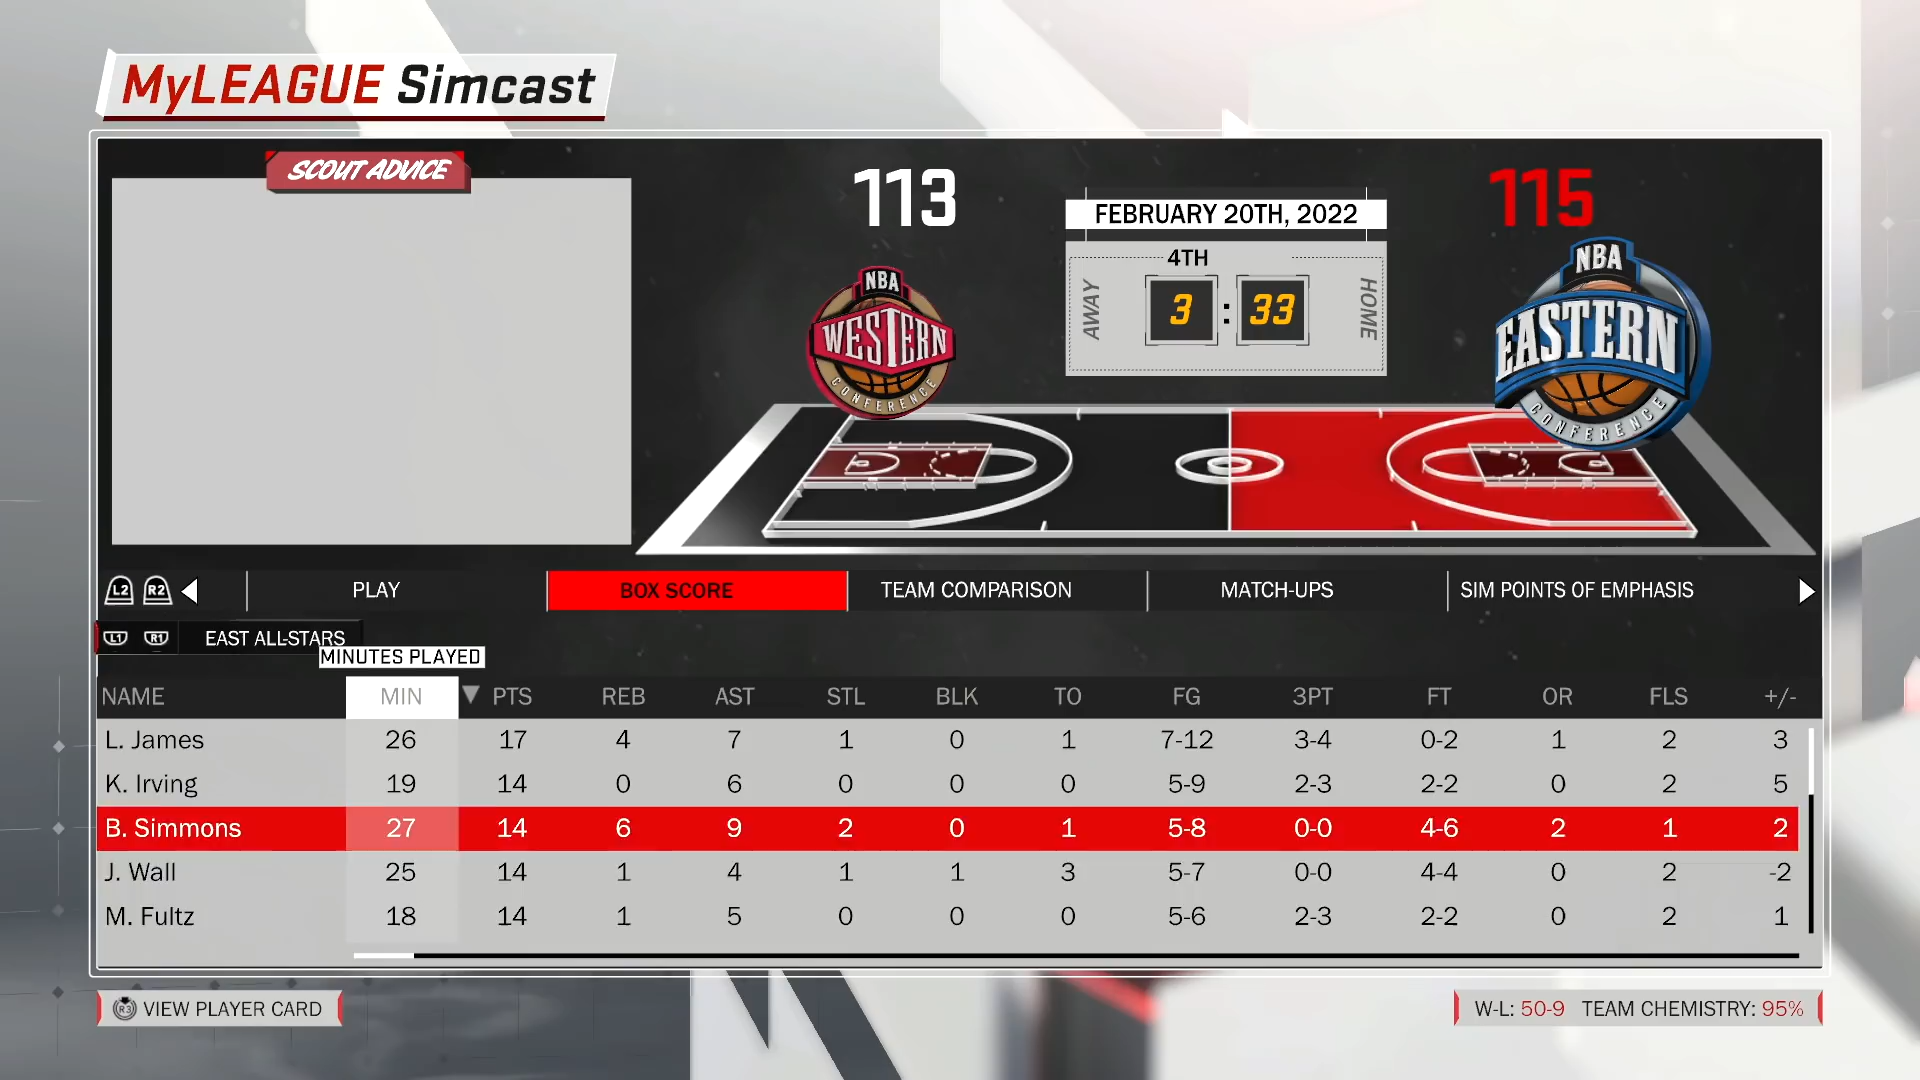 MyLEAGUE Simcast
SCOUT ADVICE
113
FEBRUARY 20TH, 2022
115
4TH
AWAY
3 : 33
HOME
NBA
WESTERN
CONFERENCE
NBA
EASTERN
CONFERENCE
L2 R2 PLAY BOX SCORE TEAM COMPARISON MATCH-UPS SIM POINTS OF EMPHASIS
L1 R1 EAST ALL-STARS
MINUTES PLAYED
NAME MIN PTS REB AST STL BLK TO FG 3PT FT OR FLS +/-
L. James 26 17 4 7 1 0 1 7-12 3-4 0-2 1 2 3
K. Irving 19 14 0 6 0 0 0 5-9 2-3 2-2 0 2 5
B. Simmons 27 14 6 9 2 0 1 5-8 0-0 4-6 2 1 2
J. Wall 25 14 1 4 1 1 3 5-7 0-0 4-4 0 2 -2
M. Fultz 18 14 1 5 0 0 0 5-6 2-3 2-2 0 2 1
R3 VIEW PLAYER CARD
W-L: 50-9 TEAM CHEMISTRY: 95%